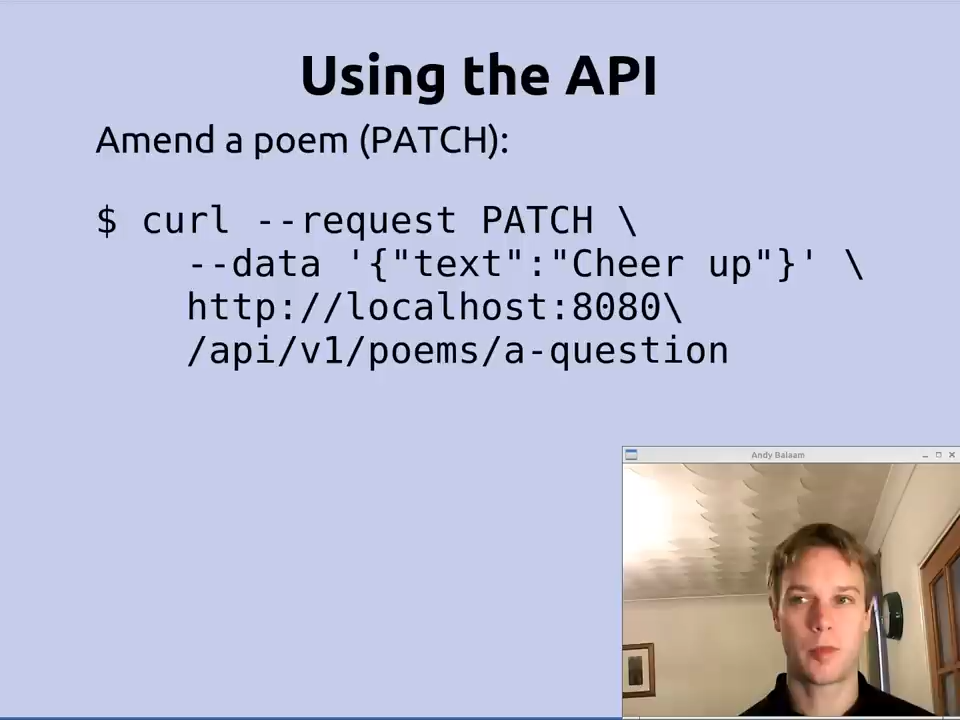 Using the API
Amend a poem (PATCH):
$ curl --request PATCH \
--data '{"text":"Cheer up"}' \
http://localhost:8080\
/api/v1/poems/a-question
Andy Balaam